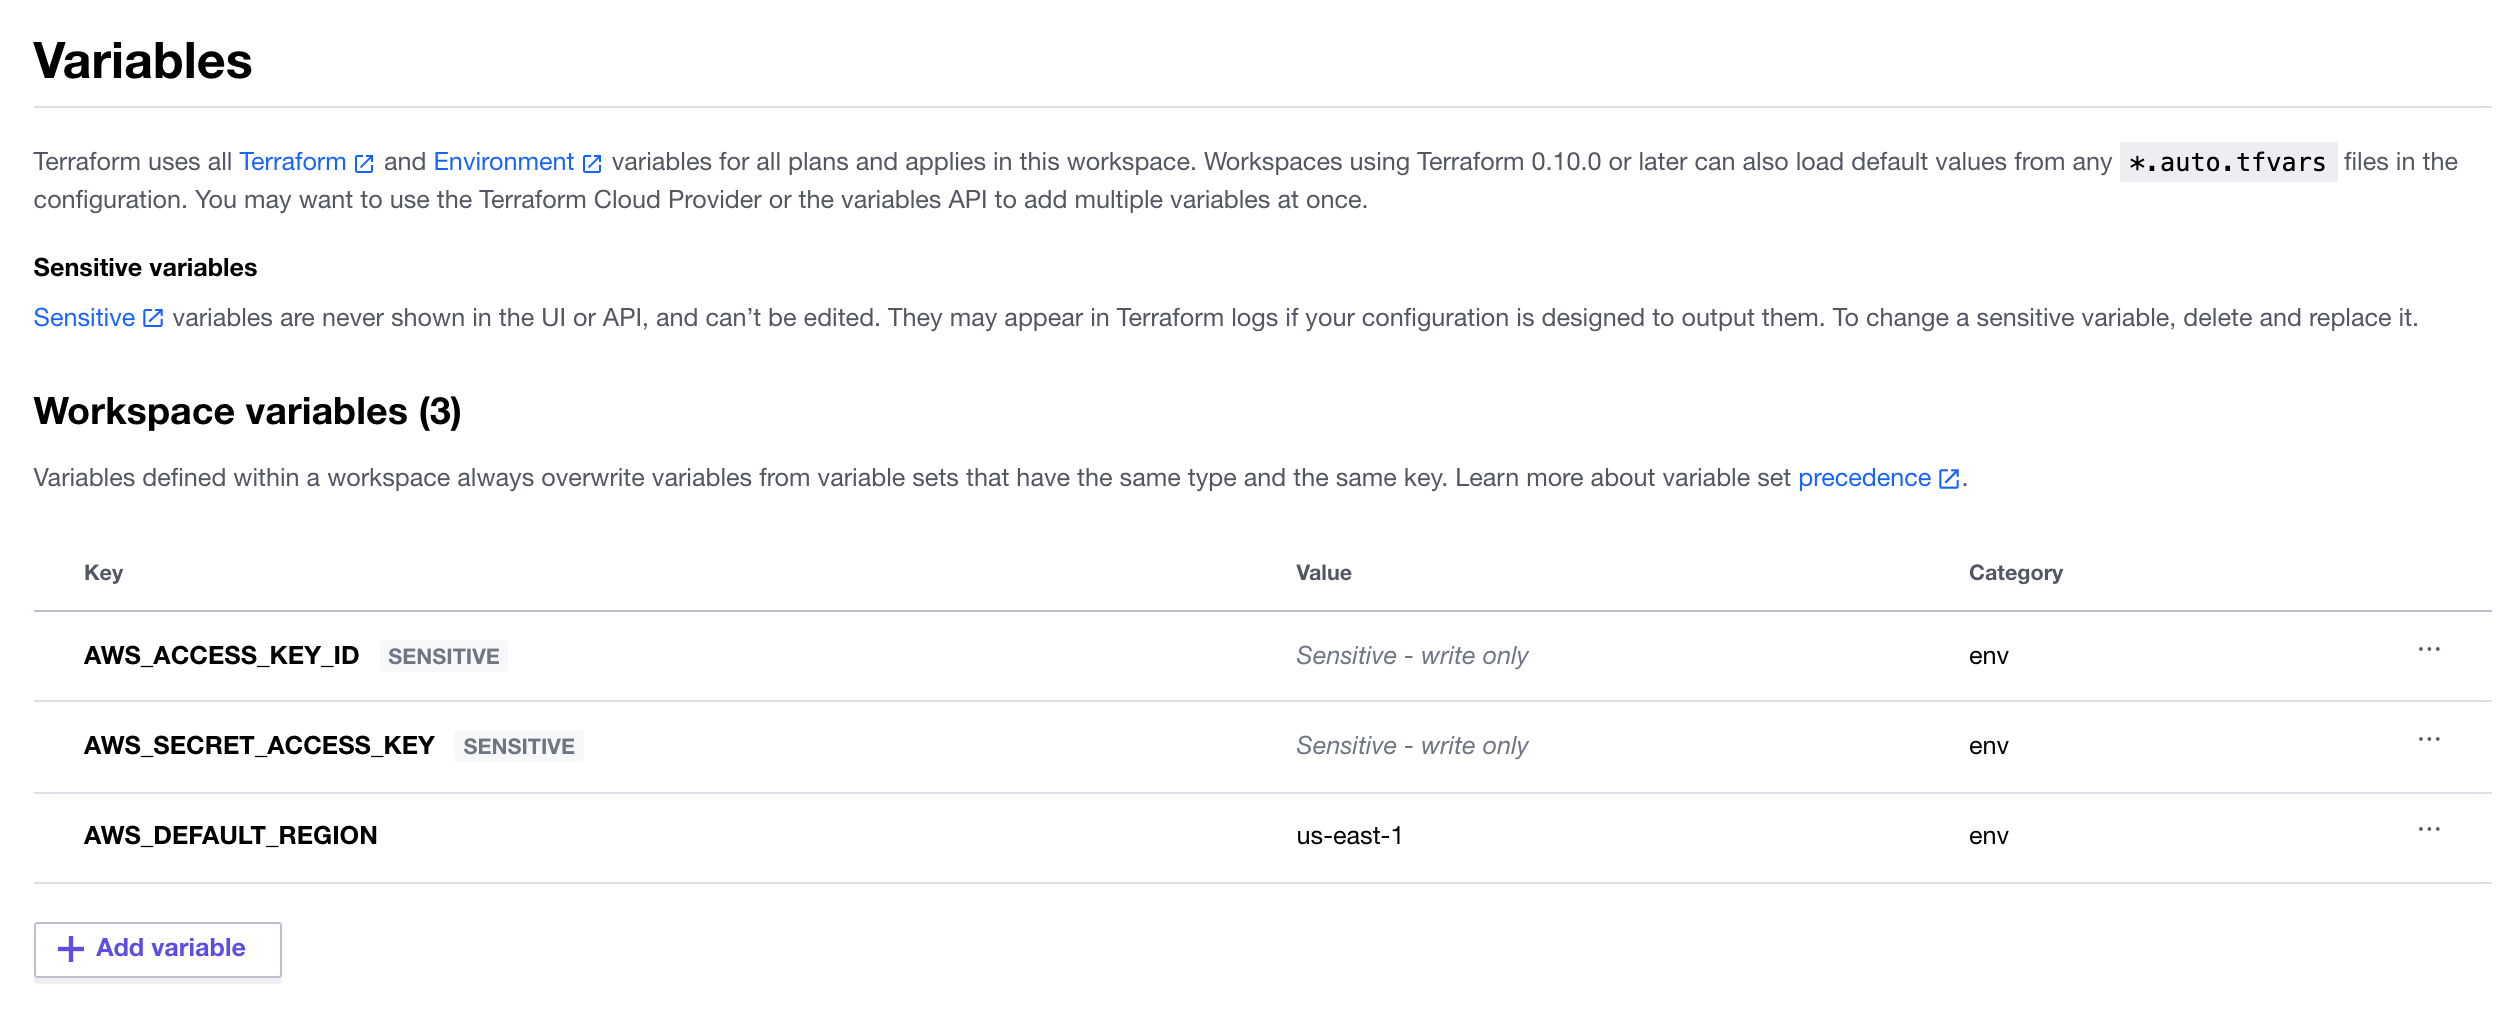 Variables
Terraform uses all Terraform and Environment variables for all plans and applies in this workspace. Workspaces using Terraform 0.10.0 or later can also load default values from any *.auto.tfvars files in the
configuration. You may want to use the Terraform Cloud Provider or the variables API to add multiple variables at once.
Sensitive variables
Sensitive variables are never shown in the UI or API, and can’t be edited. They may appear in Terraform logs if your configuration is designed to output them. To change a sensitive variable, delete and replace it.
Workspace variables (3)
Variables defined within a workspace always overwrite variables from variable sets that have the same type and the same key. Learn more about variable set precedence.
Key Value Category
AWS_ACCESS_KEY_ID SENSITIVE Sensitive - write only env ...
AWS_SECRET_ACCESS_KEY SENSITIVE Sensitive - write only env ...
AWS_DEFAULT_REGION us-east-1 env ...
+ Add variable